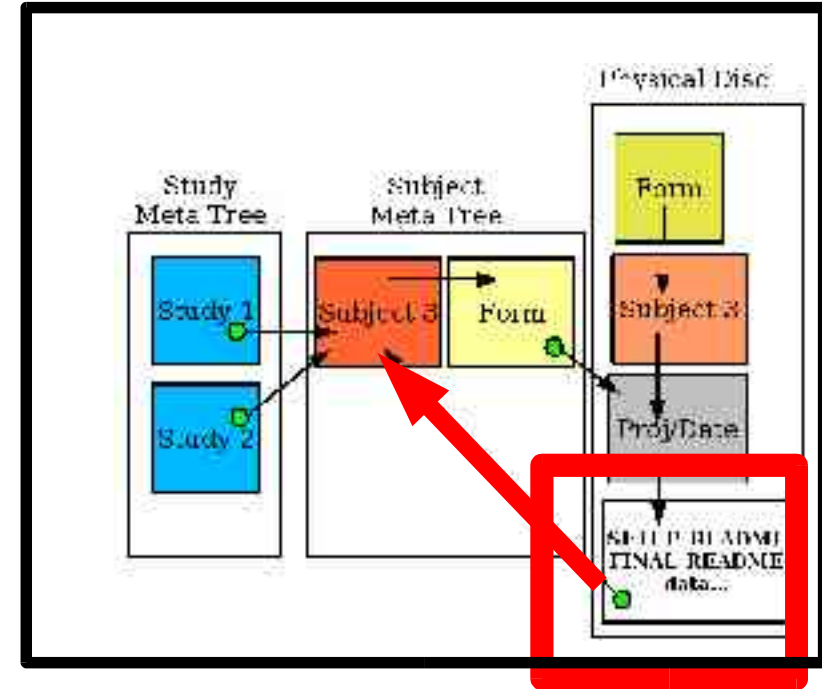 Physical Disc
Study
Meta Tree
Subject
Meta Tree
Form
Study 1
Subject 3
Form
Subject 3
Study 2
Proj/Date
README
FINAL README
data...